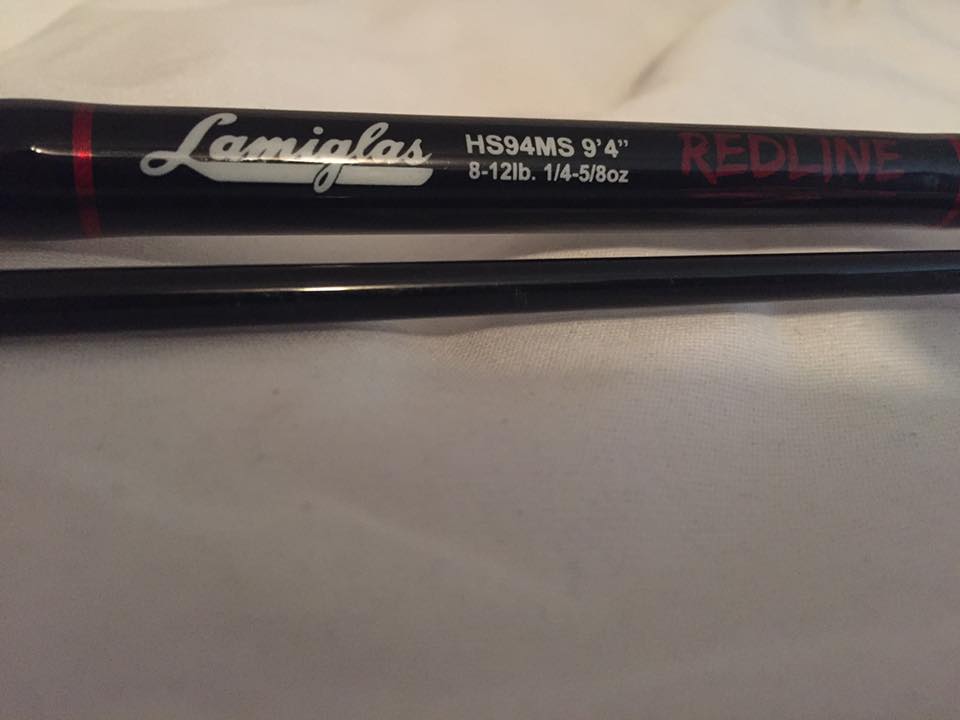 Lamiglas
HS94MS 9'4"
8-12lb. 1/4-5/8oz
REDLINE